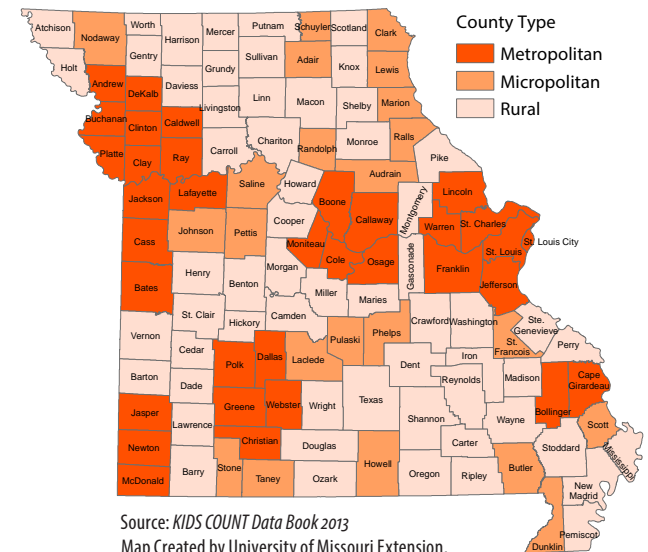 County Type
Metropolitan
Micropolitan
Rural
Atchison
Nodaway
Worth
Harrison
Mercer
Putnam
Schuyler
Scotland
Clark
Gentry
Sullivan
Adair
Knox
Lewis
Holt
Andrew
DeKalb
Daviess
Grundy
Linn
Macon
Shelby
Marion
Livingston
Buchanan
Clinton
Caldwell
Chariton
Randolph
Monroe
Ralls
Platte
Clay
Ray
Carroll
Pike
Audrain
Saline
Howard
Boone
Callaway
Montgomery
Lincoln
Jackson
Lafayette
Cooper
Warren
St. Charles
Johnson
Pettis
Moniteau
Cole
Osage
Gasconade
Franklin
St. Louis
St. Louis City
Cass
Jefferson
Bates
Henry
Benton
Morgan
Miller
Maries
St. Clair
Hickory
Camden
Crawford
Washington
Ste.
Genevieve
St.
Francois
Perry
Vernon
Cedar
Polk
Dallas
Laclede
Pulaski
Phelps
Dent
Iron
Barton
Dade
Reynolds
Madison
Cape
Girardeau
Bollinger
Greene
Webster
Wright
Texas
Shannon
Wayne
Scott
Jasper
Lawrence
Christian
Douglas
Carter
Stoddard
Mississippi
Newton
McDonald
Barry
Stone
Taney
Ozark
Howell
Oregon
Ripley
Butler
New
Madrid
Pemiscot
Dunklin
Source: KIDS COUNT Data Book 2013
Map Created by University of Missouri Extension.